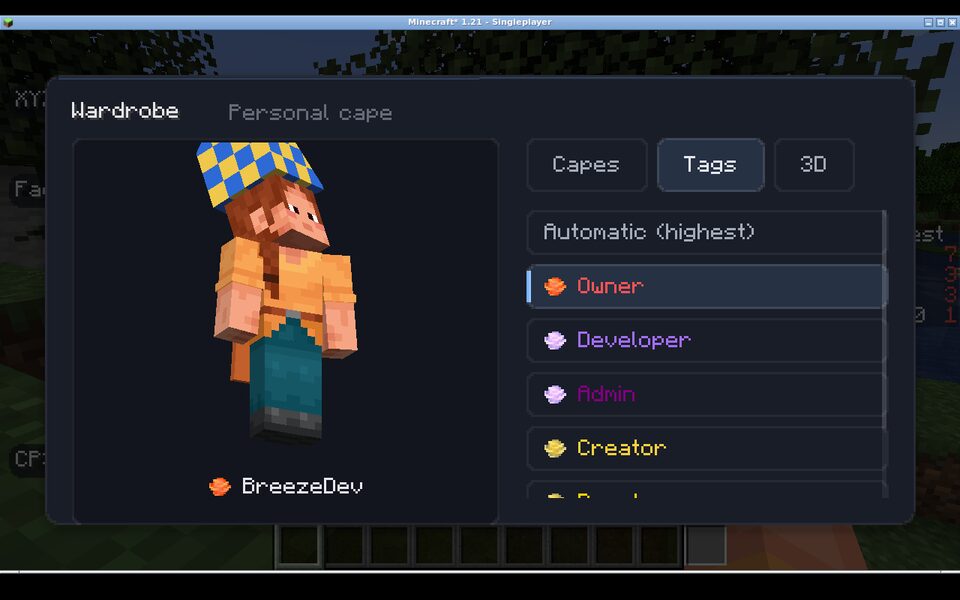 Minecraft* 1.21 - Singleplayer
Wardrobe
Personal cape
Capes
Tags
3D
Automatic (highest)
Owner
Developer
Admin
Creator
BreezeDev